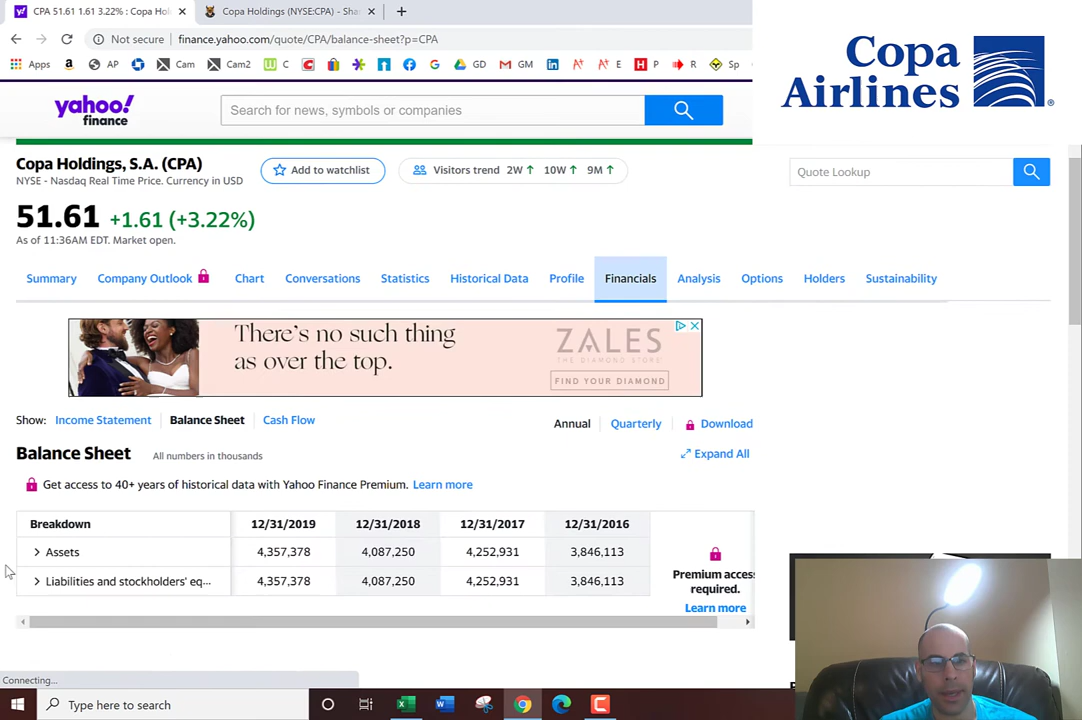 CPA 51.61 1.61 3.22% : Copa Hol
Copa Holdings (NYSE:CPA) - Sha
Not secure finance.yahoo.com/quote/CPA/balance-sheet?p=CPA
Apps AP Cam Cam2 C GD GM E P R Sp
yahoo!
finance
Search for news, symbols or companies
Copa
Airlines
Copa Holdings, S.A. (CPA)
NYSE - Nasdaq Real Time Price. Currency in USD
Add to watchlist
Visitors trend 2W 10W 9M
Quote Lookup
51.61 +1.61 (+3.22%)
As of 11:36AM EDT. Market open.
Summary Company Outlook Chart Conversations Statistics Historical Data Profile Financials Analysis Options Holders Sustainability
There's no such thing
as over the top.
ZALES
THE DIAMOND STORE
FIND YOUR DIAMOND
Show: Income Statement Balance Sheet Cash Flow
Annual Quarterly Download
Balance Sheet All numbers in thousands
Expand All
Get access to 40+ years of historical data with Yahoo Finance Premium. Learn more
Breakdown 12/31/2019 12/31/2018 12/31/2017 12/31/2016
Assets 4,357,378 4,087,250 4,252,931 3,846,113
Liabilities and stockholders' eq... 4,357,378 4,087,250 4,252,931 3,846,113
Premium access
required.
Learn more
Connecting...
Type here to search